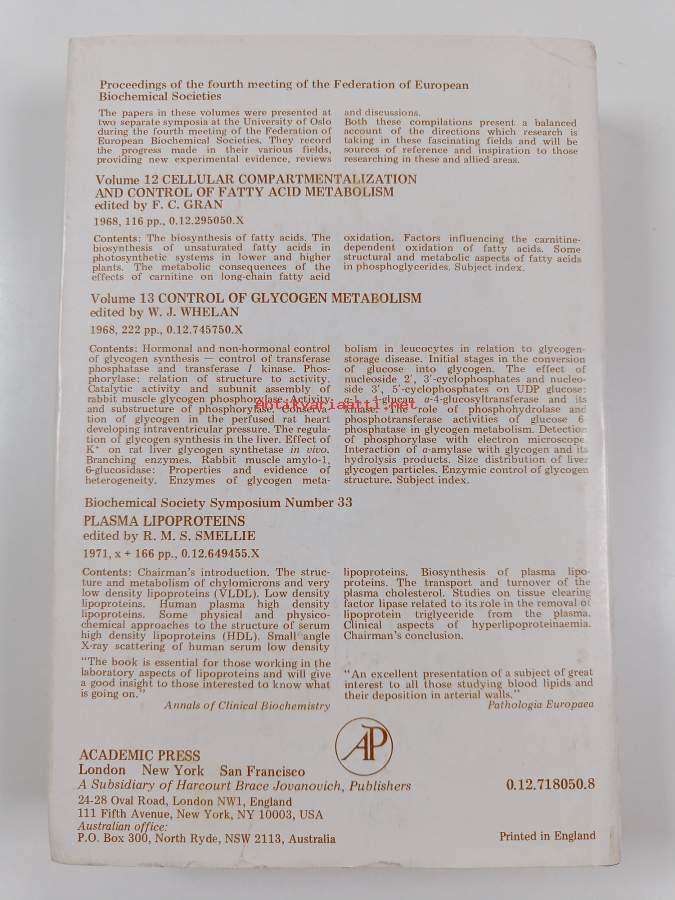 Proceedings of the fourth meeting of the Federation of European
Biochemical Societies
The papers in these volumes were presented at
two separate symposia at the University of Oslo
during the fourth meeting of the Federation of
European Biochemical Societies. They record
the progress made in their various fields,
providing new experimental evidence, reviews
and discussions.
Both these compilations present a balanced
account of the directions which research is
taking in these fascinating fields and will be
sources of reference and inspiration to those
researching in these and allied areas.
Volume 12 CELLULAR COMPARTMENTALIZATION
AND CONTROL OF FATTY ACID METABOLISM
edited by F. C. GRAN
1968, 116 pp., 0.12.295050.X
Contents: The biosynthesis of fatty acids. The
biosynthesis of unsaturated fatty acids in
photosynthetic systems in lower and higher
plants. The metabolic consequences of the
effects of carnitine on long-chain fatty acid
oxidation. Factors influencing the carnitine-
dependent oxidation of fatty acids. Some
structural and metabolic aspects of fatty acids
in phosphoglycerides. Subject index.
Volume 13 CONTROL OF GLYCOGEN METABOLISM
edited by W. J. WHELAN
1968, 222 pp., 0.12.745750.X
Contents: Hormonal and non-hormonal control
of glycogen synthesis — control of transferase
phosphatase and transferase I kinase. Phos-
phorylase: relation of structure to activity.
Catalytic activity and subunit assembly of
rabbit muscle glycogen phosphorylase. Activity
and substructure of phosphorylase. Conserva-
tion of glycogen in the perfused rat heart
developing intraventricular pressure. The regula-
tion of glycogen synthesis in the liver. Effect of
K+ on rat liver glycogen synthetase in vivo.
Branching enzymes. Rabbit muscle amylo-1,
6-glucosidase: Properties and evidence of
heterogeneity. Enzymes of glycogen meta-
bolism in leucocytes in relation to glycogen-
storage disease. Initial stages in the conversion
of glucose into glycogen. The effect of
nucleoside 2′, 3′-cyclophosphates and nucleo-
side 3′, 5′-cyclophosphates on UDP glucose:
α-1, 4-glucan α-4-glucosyltransferase and its
kinase. The role of phosphohydrolase and
phosphotransferase activities of glucose 6-
phosphatase in glycogen metabolism. Detection
of phosphorylase with electron microscope.
Interaction of α-amylase with glycogen and its
hydrolysis products. Size distribution of liver
glycogen particles. Enzymic control of glycogen
structure. Subject index.
antikvariaatti.net
Biochemical Society Symposium Number 33
PLASMA LIPOPROTEINS
edited by R. M. S. SMELLIE
1971, x + 166 pp., 0.12.649455.X
Contents: Chairman's introduction. The struc-
ture and metabolism of chylomicrons and very
low density lipoproteins (VLDL). Low density
lipoproteins. Human plasma high density
lipoproteins. Some physical and physico-
chemical approaches to the structure of serum
high density lipoproteins (HDL). Small angle
X-ray scattering of human serum low density
lipoproteins. Biosynthesis of plasma lipo-
proteins. The transport and turnover of the
plasma cholesterol. Studies on tissue clearing
factor lipase related to its role in the removal of
lipoprotein triglyceride from the plasma.
Clinical aspects of hyperlipoproteinaemia.
Chairman's conclusion.
"The book is essential for those working in the
laboratory aspects of lipoproteins and will give
a good insight to those interested to know what
is going on."
Annals of Clinical Biochemistry
"An excellent presentation of a subject of great
interest to all those studying blood lipids and
their deposition in arterial walls."
Pathologia Europaea
AP
ACADEMIC PRESS
London New York San Francisco
A Subsidiary of Harcourt Brace Jovanovich, Publishers
24-28 Oval Road, London NW1, England
111 Fifth Avenue, New York, NY 10003, USA
Australian office:
P.O. Box 300, North Ryde, NSW 2113, Australia
0.12.718050.8
Printed in England